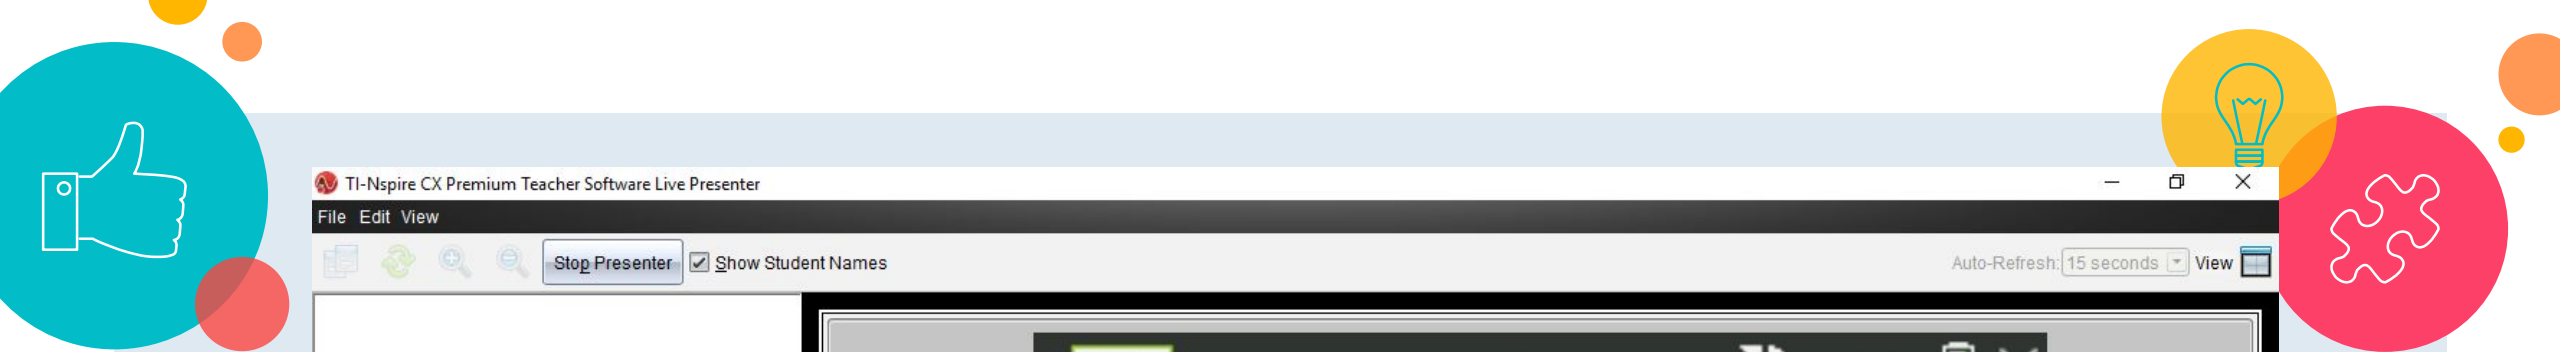 TI-Nspire CX Premium Teacher Software Live Presenter
File Edit View
Stop Presenter Show Student Names Auto-Refresh: 15 seconds View